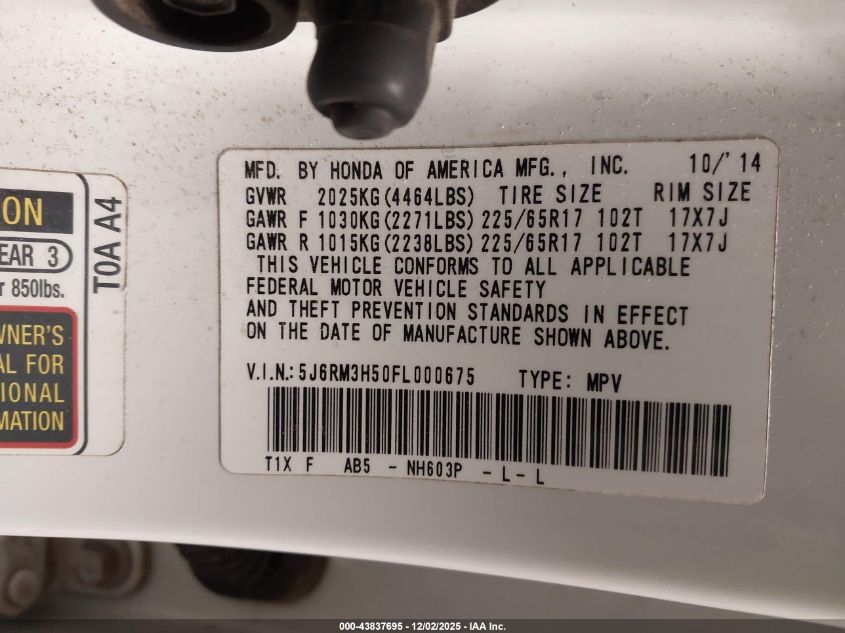 MFD. BY HONDA OF AMERICA MFG., INC. 10/'14
GVWR 2025KG(4464LBS) TIRE SIZE RIM SIZE
GAWR F 1030KG(2271LBS) 225/65R17 102T 17X7J
GAWR R 1015KG(2238LBS) 225/65R17 102T 17X7J
THIS VEHICLE CONFORMS TO ALL APPLICABLE
FEDERAL MOTOR VEHICLE SAFETY
AND THEFT PREVENTION STANDARDS IN EFFECT
ON THE DATE OF MANUFACTURE SHOWN ABOVE.
V.I.N.: 5J6RM3H50FL000675 TYPE: MPV
T1X F AB5 - NH603P - L - L
ON
EAR 3
r 850lbs.
WNER'S
AL FOR
IONAL
MATION
T0A A4
000-43837695 - 12/02/2025 - IAA Inc.